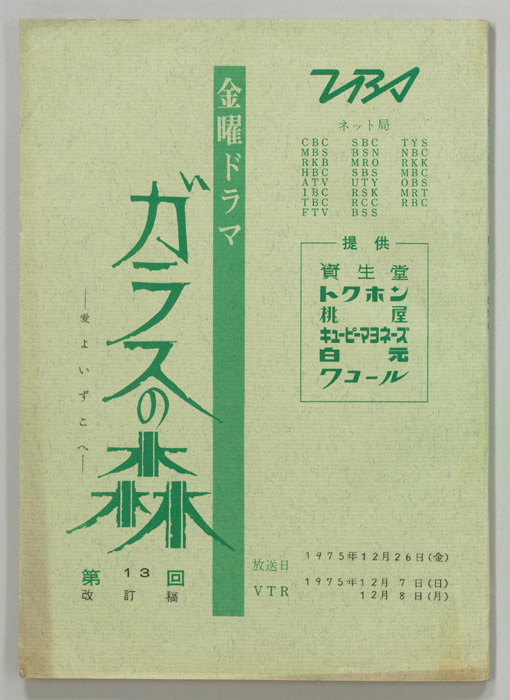 TBS
ネット局
CBC SBC TYS
MBS BSN NBC
RKB MRO RKK
HBC SBS MBC
ATV UTY OBS
IBC RSK MRT
TBC RCC RBC
FTV BSS
提供
資生堂
トクホン
桃屋
キューピーマヨネーズ
白元
ワコール
金曜ドラマ
ガラスの森
―愛よいずこへ―
第13回
改訂稿
放送日 1975年12月26日(金)
VTR 1975年12月7日(日)
12月8日(月)